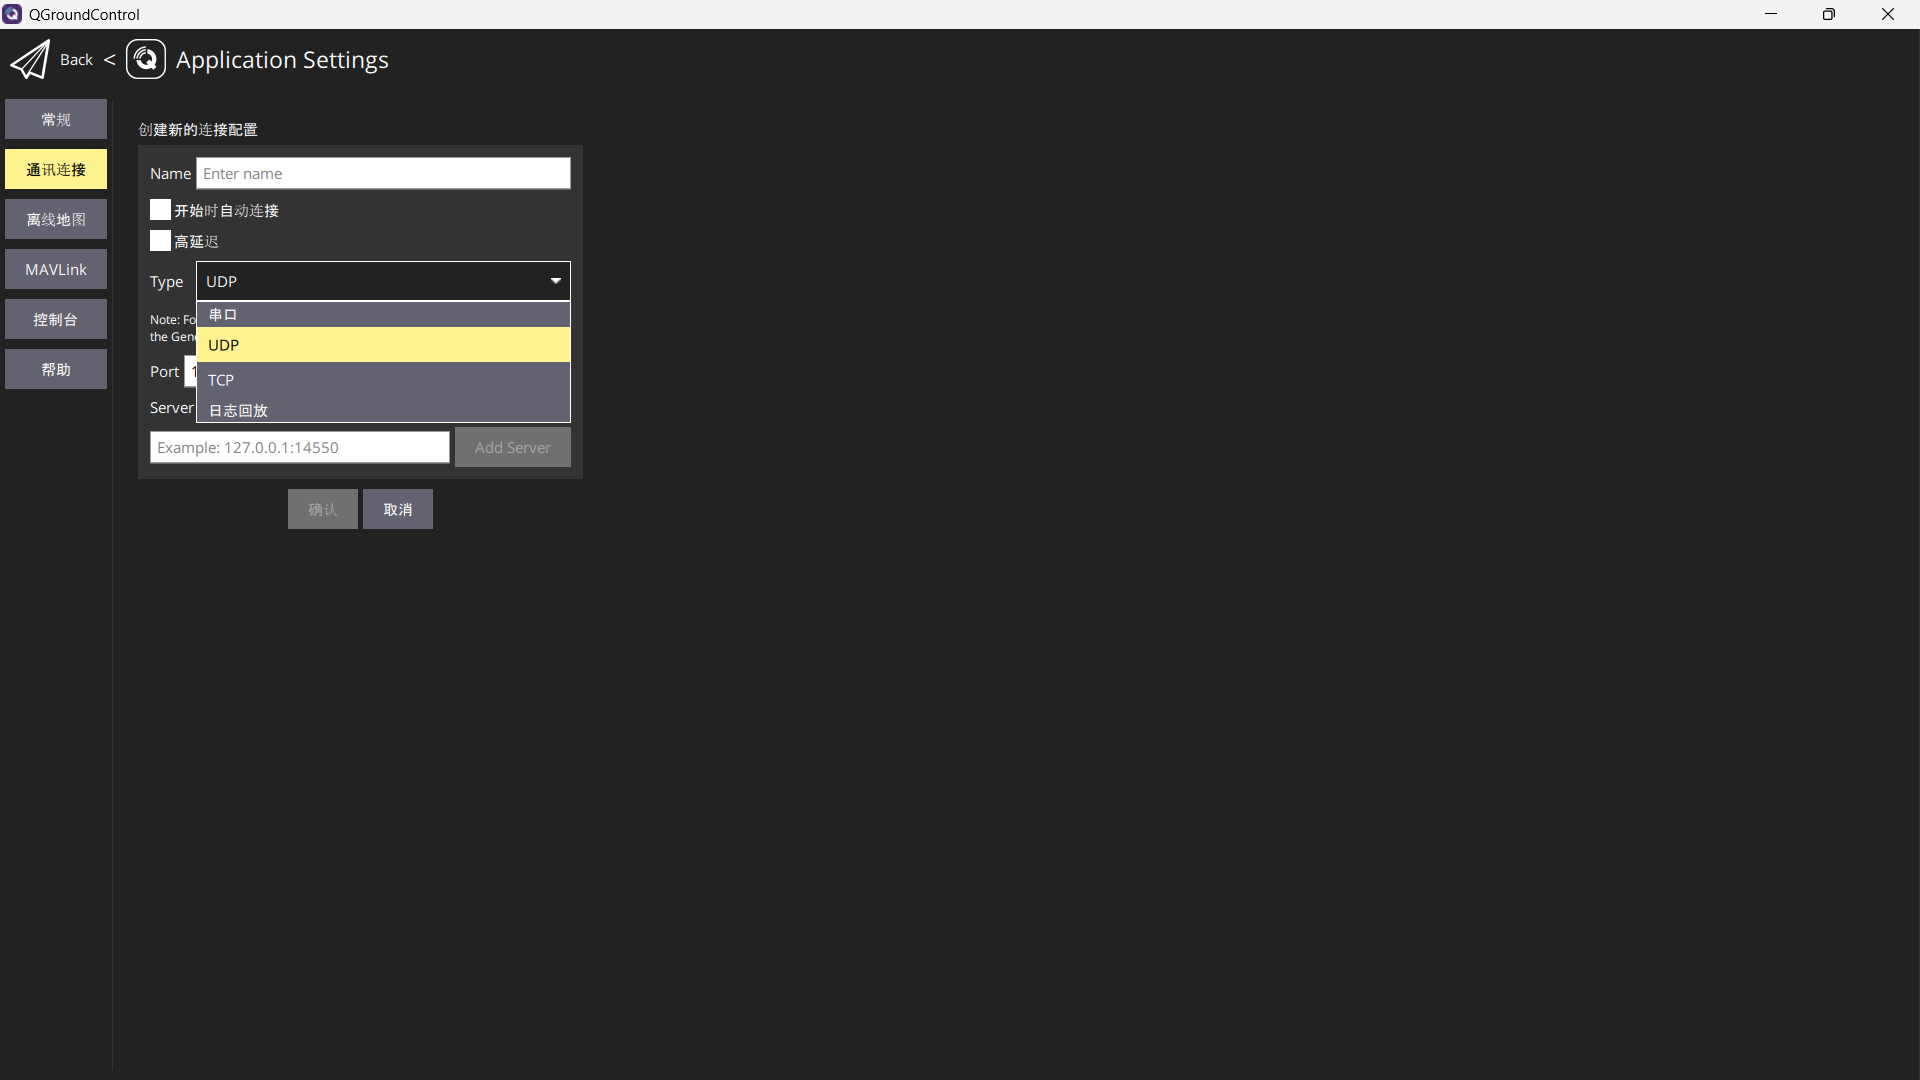 QGroundControl
Back < Application Settings
常规
通讯连接
离线地图
MAVLink
控制台
帮助
创建新的连接配置
Name Enter name
开始时自动连接
高延迟
Type UDP
串口
UDP
TCP
日志回放
Note:
the
Port
Server
Example: 127.0.0.1:14550 Add Server
确认 取消